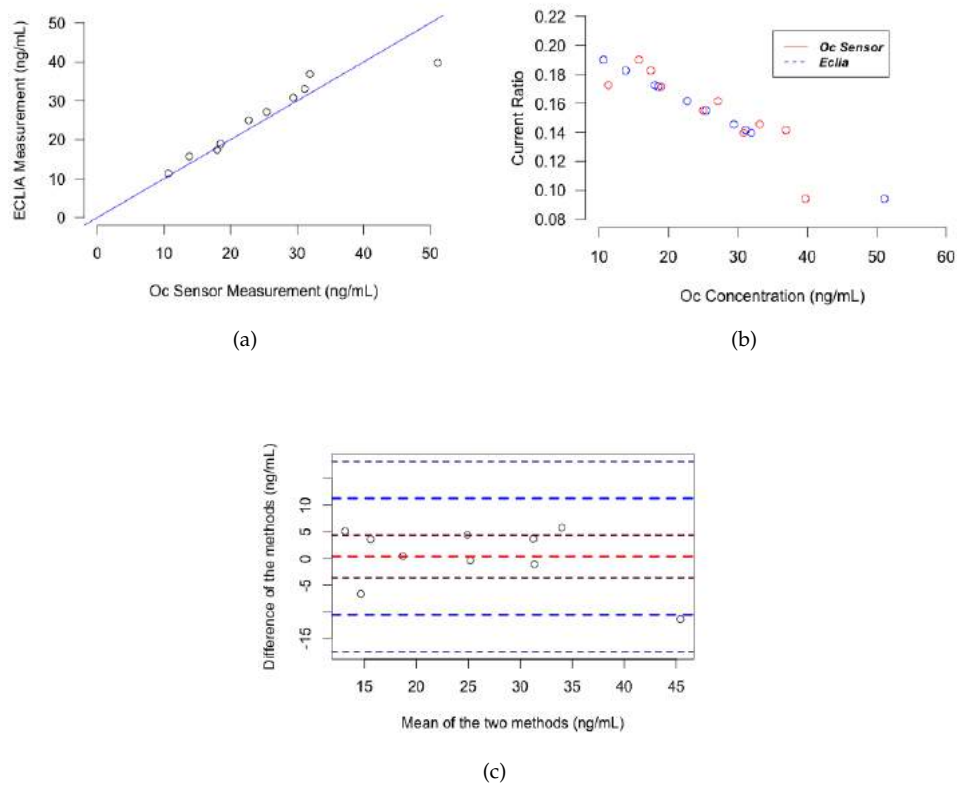 ECLIA Measurement (ng/mL)
50
40
30
20
10
0
0 10 20 30 40 50
Oc Sensor Measurement (ng/mL)
(a)
Current Ratio
0.22
0.20
0.18
0.16
0.14
0.12
0.10
0.08
Oc Sensor
Eclia
10 20 30 40 50 60
Oc Concentration (ng/mL)
(b)
Difference of the methods (ng/mL)
10
5
0
-5
-15
15 20 25 30 35 40 45
Mean of the two methods (ng/mL)
(c)